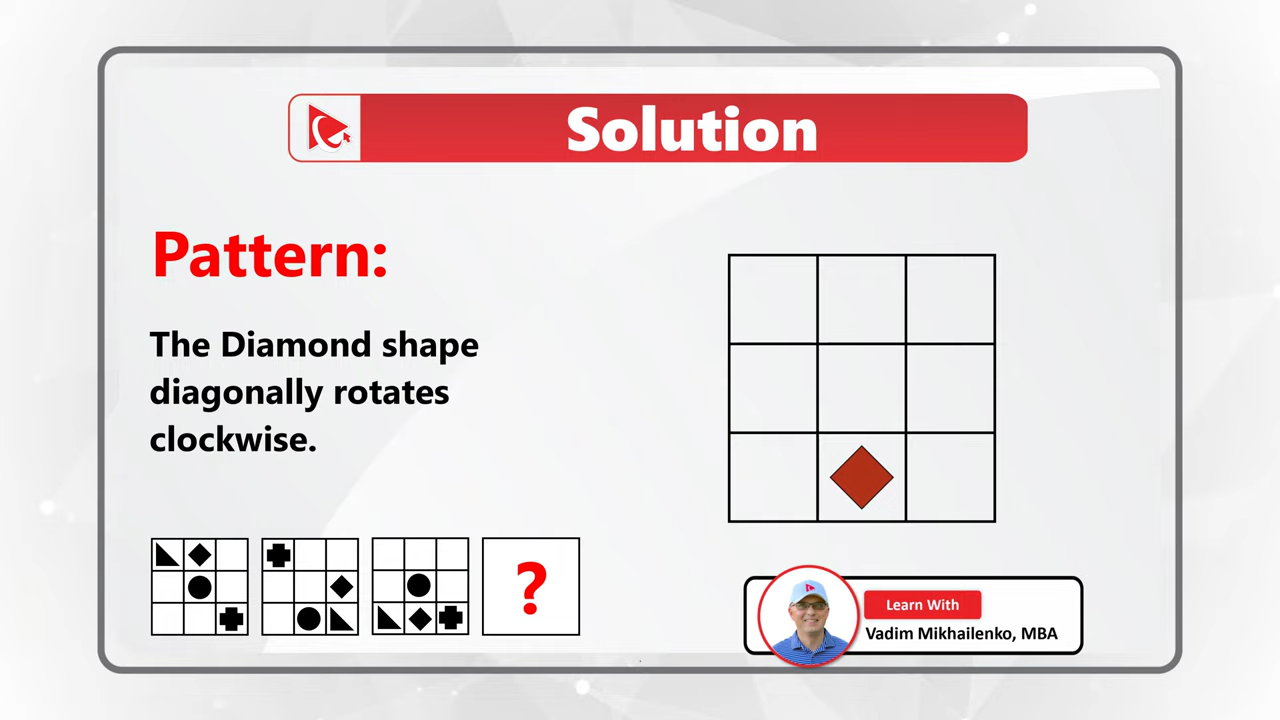 Solution
Pattern:
The Diamond shape
diagonally rotates
clockwise.
?
Learn With
Vadim Mikhailenko, MBA